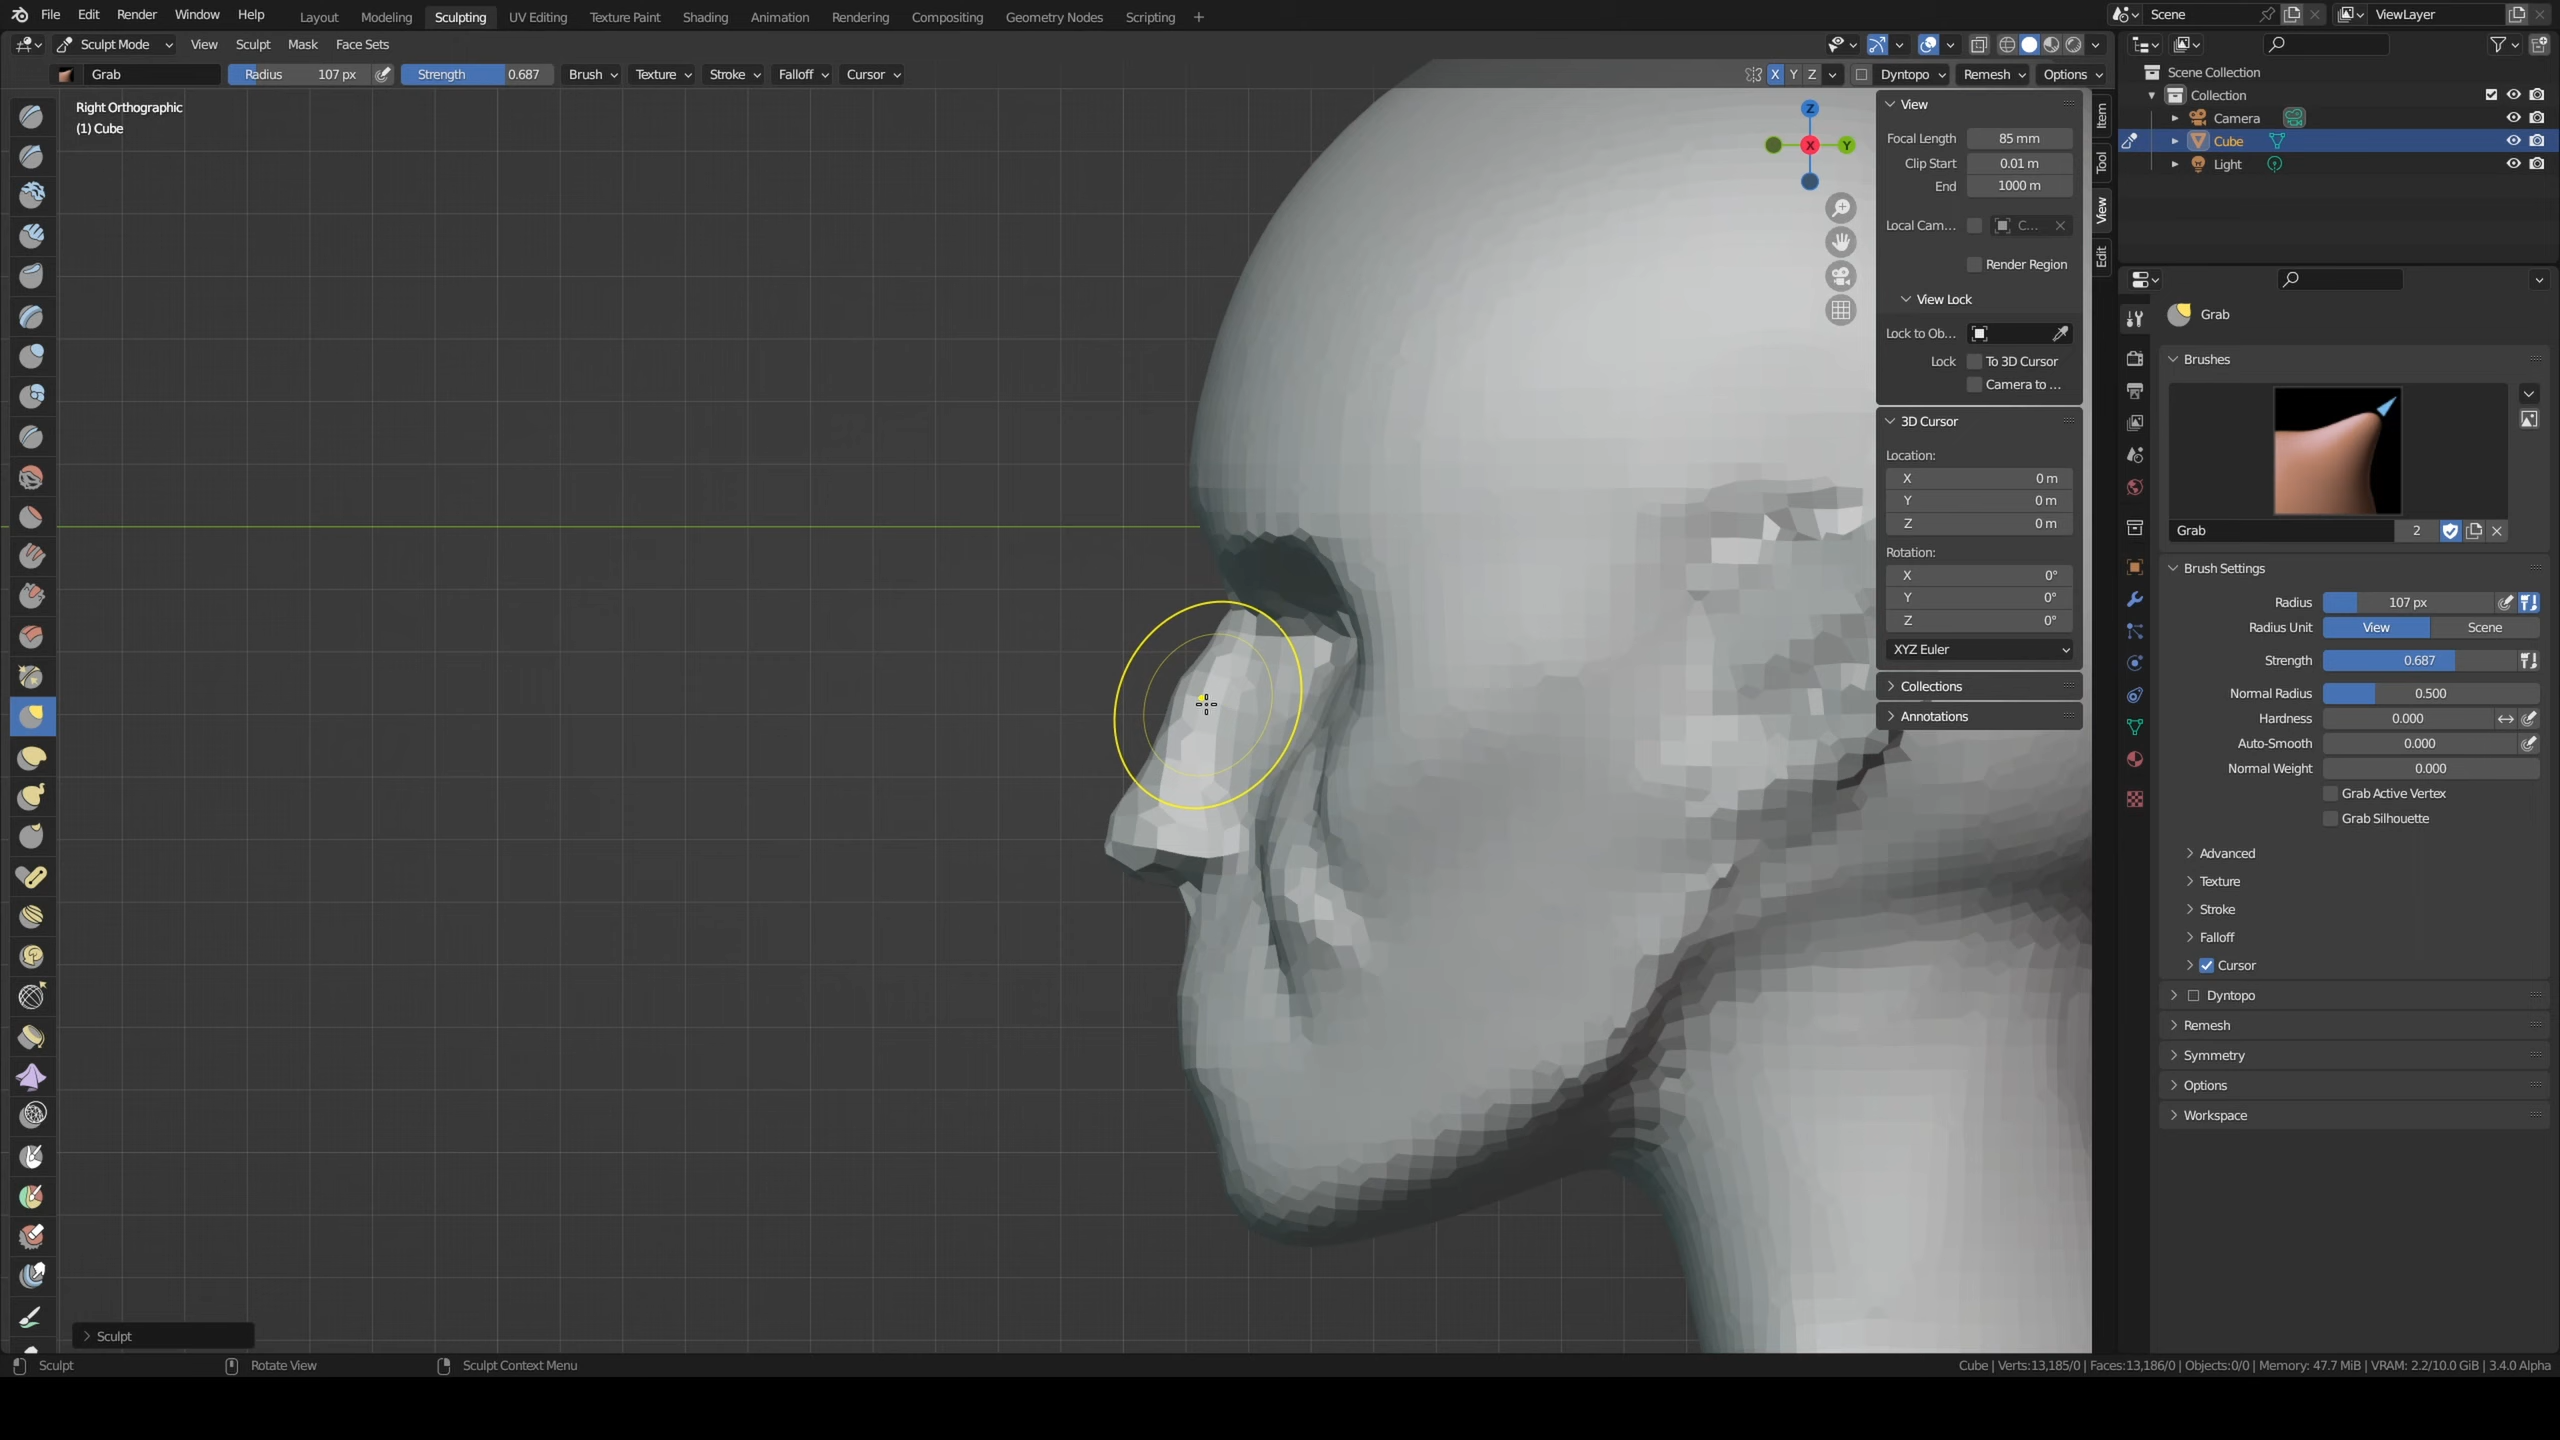 File Edit Render Window Help Layout Modeling Sculpting UV Editing Texture Paint Shading Animation Rendering Compositing Geometry Nodes Scripting + Scene ViewLayer
Sculpt Mode View Sculpt Mask Face Sets
Grab Radius 107 px Strength 0.687 Brush Texture Stroke Falloff Cursor X Y Z Dyntopo Remesh Options
Right Orthographic
(1) Cube
Z
X
Y
View
Focal Length 85 mm
Clip Start 0.01 m
End 1000 m
Local Cam... C...
Render Region
View Lock
Lock to Ob...
Lock To 3D Cursor
Camera to ...
3D Cursor
Location:
X 0 m
Y 0 m
Z 0 m
Rotation:
X 0°
Y 0°
Z 0°
XYZ Euler
Collections
Annotations
Item
Tool
View
Edit
Scene Collection
Collection
Camera
Cube
Light
Grab
Brushes
Grab 2
Brush Settings
Radius 107 px
Radius Unit View Scene
Strength 0.687
Normal Radius 0.500
Hardness 0.000
Auto-Smooth 0.000
Normal Weight 0.000
Grab Active Vertex
Grab Silhouette
Advanced
Texture
Stroke
Falloff
Cursor
Dyntopo
Remesh
Symmetry
Options
Workspace
Sculpt
Sculpt Rotate View Sculpt Context Menu Cube | Verts:13,185/0 | Faces:13,186/0 | Objects:0/0 | Memory: 47.7 MiB | VRAM: 2.2/10.0 GiB | 3.4.0 Alpha